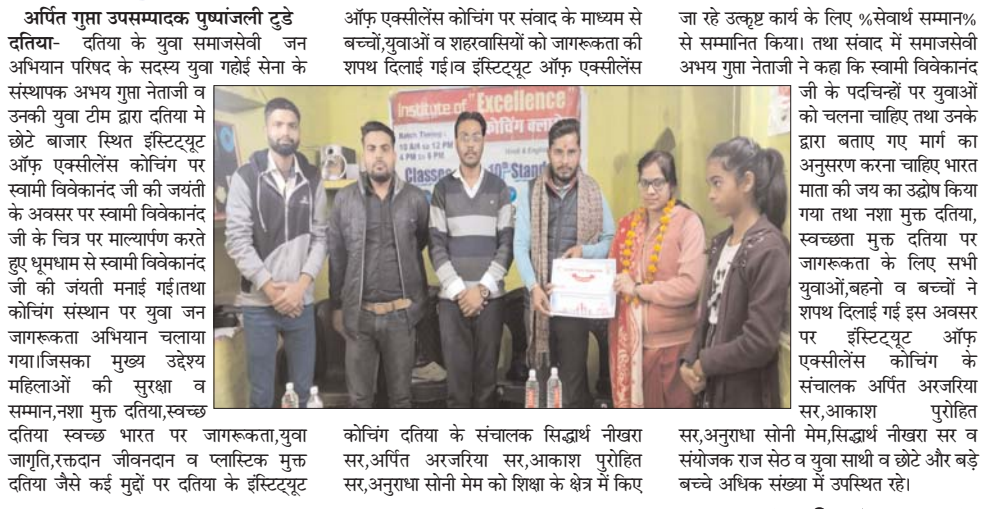 अर्पित गुप्ता उपसम्पादक पुष्पांजली टुडे
दतिया- दतिया के युवा समाजसेवी जन
अभियान परिषद के सदस्य युवा गहोई सेना के
संस्थापक अभय गुप्ता नेताजी व
उनकी युवा टीम द्वारा दतिया मे
छोटे बाजार स्थित इंस्टिट्यूट
ऑफ़ एक्सीलेंस कोचिंग पर
स्वामी विवेकानंद जी की जयंती
के अवसर पर स्वामी विवेकानंद
जी के चित्र पर माल्यार्पण करते
हुए धूमधाम से स्वामी विवेकानंद
जी की जंयती मनाई गई।तथा
कोचिंग संस्थान पर युवा जन
जागरूकता अभियान चलाया
गया।जिसका मुख्य उद्देश्य
महिलाओं की सुरक्षा व
सम्मान,नशा मुक्त दतिया,स्वच्छ
दतिया स्वच्छ भारत पर जागरूकता,युवा
जागृति,रक्तदान जीवनदान व प्लास्टिक मुक्त
दतिया जैसे कई मुद्दों पर दतिया के इंस्टिट्यूट
ऑफ़ एक्सीलेंस कोचिंग पर संवाद के माध्यम से
बच्चों,युवाओं व शहरवासियों को जागरूकता की
शपथ दिलाई गई।व इंस्टिट्यूट ऑफ़ एक्सीलेंस
Institute of "Excellence
कोचिंग क्लासे
Batch Timing:-
10 AM to 12 PM
4 PM to 6 PM
Hindi & English
Classes
10th Stand
कोचिंग दतिया के संचालक सिद्धार्थ नीखरा
सर,अर्पित अरजरिया सर,आकाश पुरोहित
सर,अनुराधा सोनी मेम को शिक्षा के क्षेत्र में किए
जा रहे उत्कृष्ट कार्य के लिए %सेवार्थ सम्मान%
से सम्मानित किया। तथा संवाद में समाजसेवी
अभय गुप्ता नेताजी ने कहा कि स्वामी विवेकानंद
जी के पदचिन्हों पर युवाओं
को चलना चाहिए तथा उनके
द्वारा बताए गए मार्ग का
अनुसरण करना चाहिए भारत
माता की जय का उद्घोष किया
गया तथा नशा मुक्त दतिया,
स्वच्छता मुक्त दतिया पर
जागरूकता के लिए सभी
युवाओं,बहनो व बच्चों ने
शपथ दिलाई गई इस अवसर
पर इंस्टिट्यूट ऑफ़
एक्सीलेंस कोचिंग के
संचालक अर्पित अरजरिया
सर,आकाश पुरोहित
सर,अनुराधा सोनी मेम,सिद्धार्थ नीखरा सर व
संयोजक राज सेठ व युवा साथी व छोटे और बड़े
बच्चे अधिक संख्या में उपस्थित रहे।